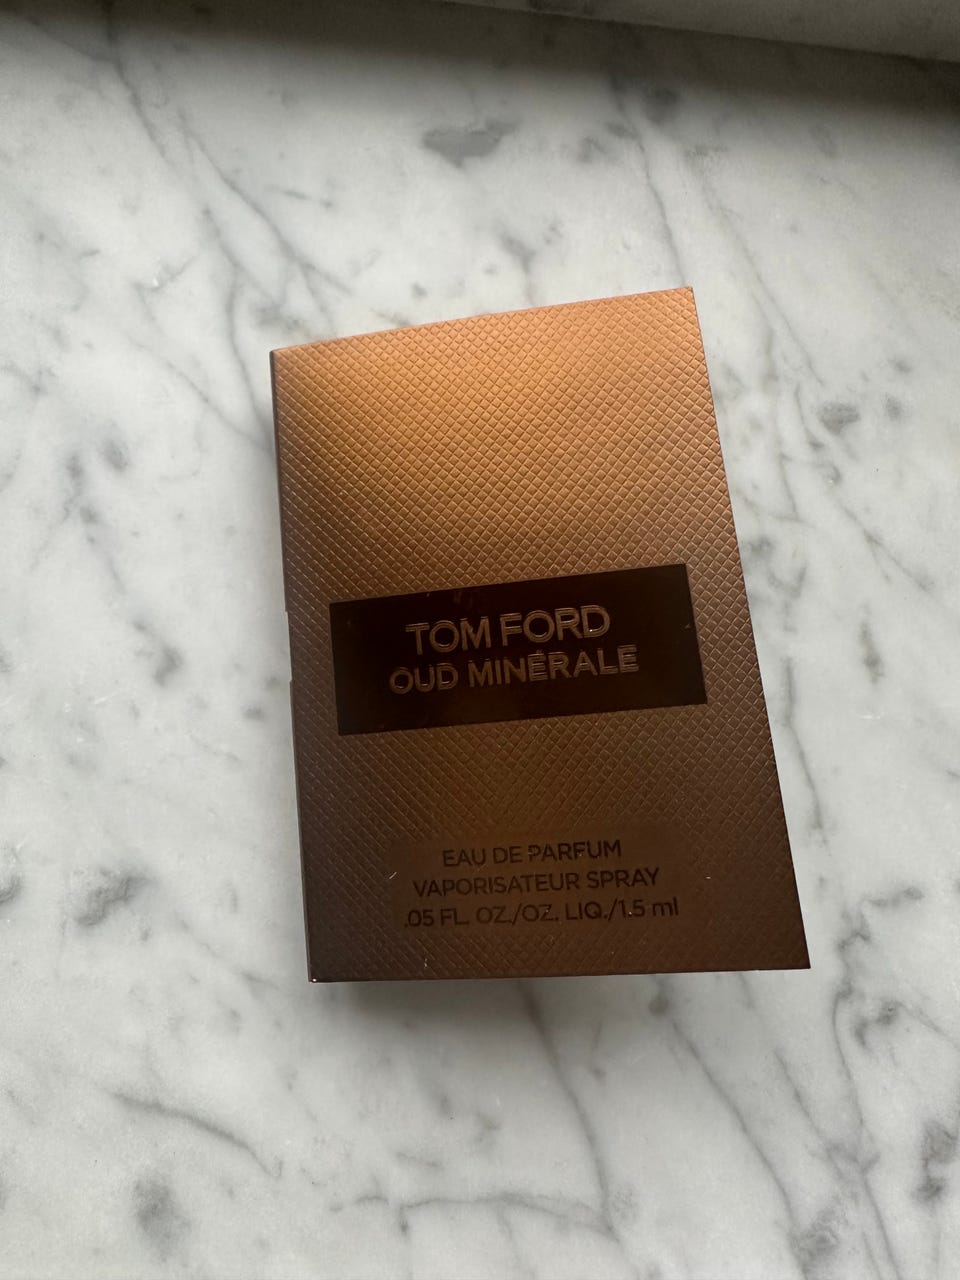 TOM FORD
OUD MINÉRALE
EAU DE PARFUM
VAPORISATEUR SPRAY
.05 FL. OZ./OZ. LIQ./1.5 ml